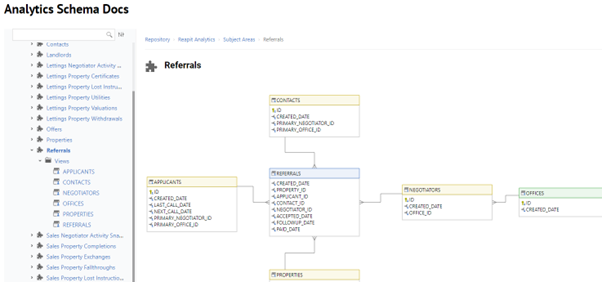 Analytics Schema Docs
Contacts
Landlords
Lettings Negotiator Activity ...
Lettings Property Certificates
Lettings Property Lost Instru...
Lettings Property Utilities
Lettings Property Valuations
Lettings Property Withdrawals
Offers
Properties
Referrals
Views
APPLICANTS
CONTACTS
NEGOTIATORS
OFFICES
PROPERTIES
REFERRALS
Sales Negotiator Activity Sna...
Sales Property Completions
Sales Property Exchanges
Sales Property Fallthroughs
Sales Property Lost Instructio...
Repository Reapit Analytics Subject Areas Referrals
Referrals
CONTACTS
ID
CREATED_DATE
PRIMARY_NEGOTIATOR_ID
PRIMARY_OFFICE_ID
APPLICANTS
ID
CREATED_DATE
LAST_CALL_DATE
NEXT_CALL_DATE
PRIMARY_NEGOTIATOR_ID
PRIMARY_OFFICE_ID
REFERRALS
CREATED_DATE
PROPERTY_ID
APPLICANT_ID
CONTACT_ID
NEGOTIATOR_ID
ACCEPTED_DATE
FOLLOWUP_DATE
PAID_DATE
NEGOTIATORS
ID
CREATED_DATE
OFFICE_ID
OFFICES
ID
CREATED_DATE
PROPERTIES